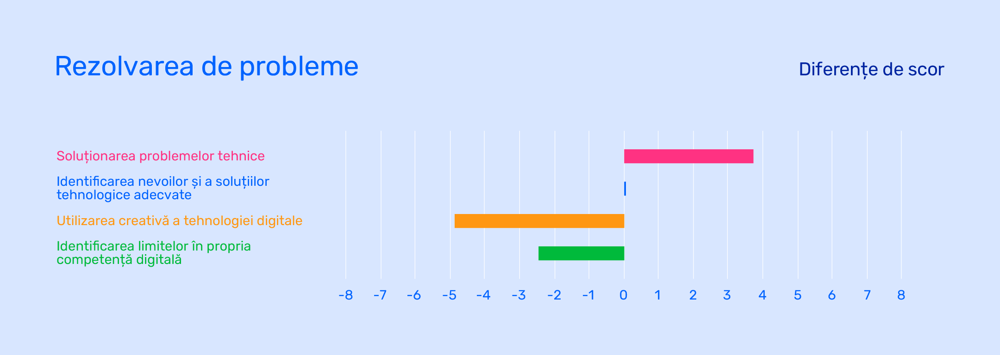 Rezolvarea de probleme
Diferențe de scor
Soluționarea problemelor tehnice
Identificarea nevoilor și a soluțiilor
tehnologice adecvate
Utilizarea creativă a tehnologiei digitale
Identificarea limitelor în propria
competență digitală
-8 -7 -6 -5 -4 -3 -2 -1 0 1 2 3 4 5 6 7 8